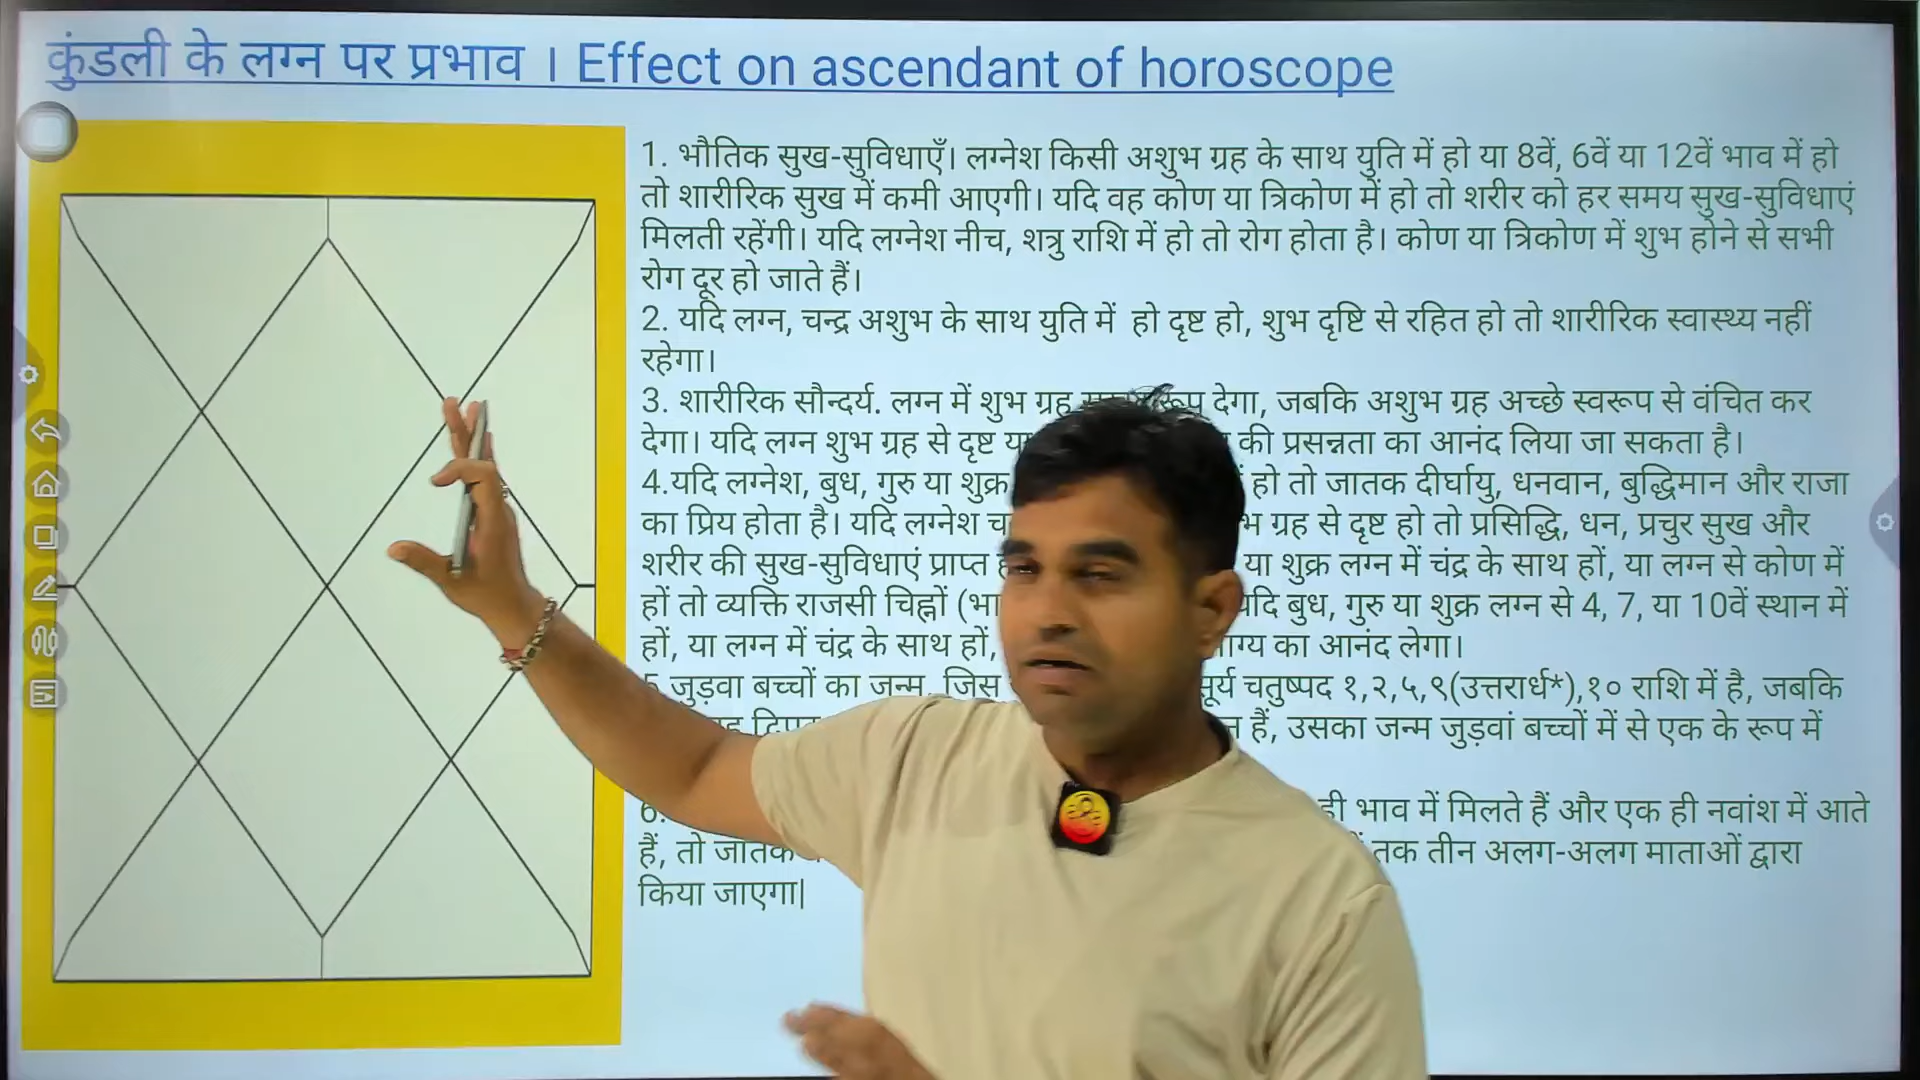 कुंडली के लग्न पर प्रभाव । Effect on ascendant of horoscope
1. भौतिक सुख-सुविधाएँ। लग्नेश किसी अशुभ ग्रह के साथ युति में हो या 8वें, 6वें या 12वें भाव में हो
तो शारीरिक सुख में कमी आएगी। यदि वह कोण या त्रिकोण में हो तो शरीर को हर समय सुख-सुविधाएं
मिलती रहेंगी। यदि लग्नेश नीच, शत्रु राशि में हो तो रोग होता है। कोण या त्रिकोण में शुभ होने से सभी
रोग दूर हो जाते हैं।
2. यदि लग्न, चन्द्र अशुभ के साथ युति में हो दृष्ट हो, शुभ दृष्टि से रहित हो तो शारीरिक स्वास्थ्य नहीं
रहेगा।
3. शारीरिक सौन्दर्य. लग्न में शुभ ग्रह देगा, जबकि अशुभ ग्रह अच्छे स्वरूप से वंचित कर
देगा। यदि लग्न शुभ ग्रह से दृष्ट की प्रसन्नता का आनंद लिया जा सकता है।
4.यदि लग्नेश, बुध, गुरु या शुक्र हो तो जातक दीर्घायु, धनवान, बुद्धिमान और राजा
का प्रिय होता है। यदि लग्नेश ग्रह से दृष्ट हो तो प्रसिद्धि, धन, प्रचुर सुख और
शरीर की सुख-सुविधाएं प्राप्त या शुक्र लग्न में चंद्र के साथ हों, या लग्न से कोण में
हों तो व्यक्ति राजसी चिह्नों बुध, गुरु या शुक्र लग्न से 4, 7, या 10वें स्थान में
हों, या लग्न में चंद्र के साथ हों, का आनंद लेगा।
जुड़वा बच्चों का जन्म. जिस सूर्य चतुष्पद १,२,५,९(उत्तरार्ध*),१० राशि में है, जबकि
हैं, उसका जन्म जुड़वां बच्चों में से एक के रूप में
6. भाव में मिलते हैं और एक ही नवांश में आते
हैं, तो जातक तक तीन अलग-अलग माताओं द्वारा
किया जाएगा|